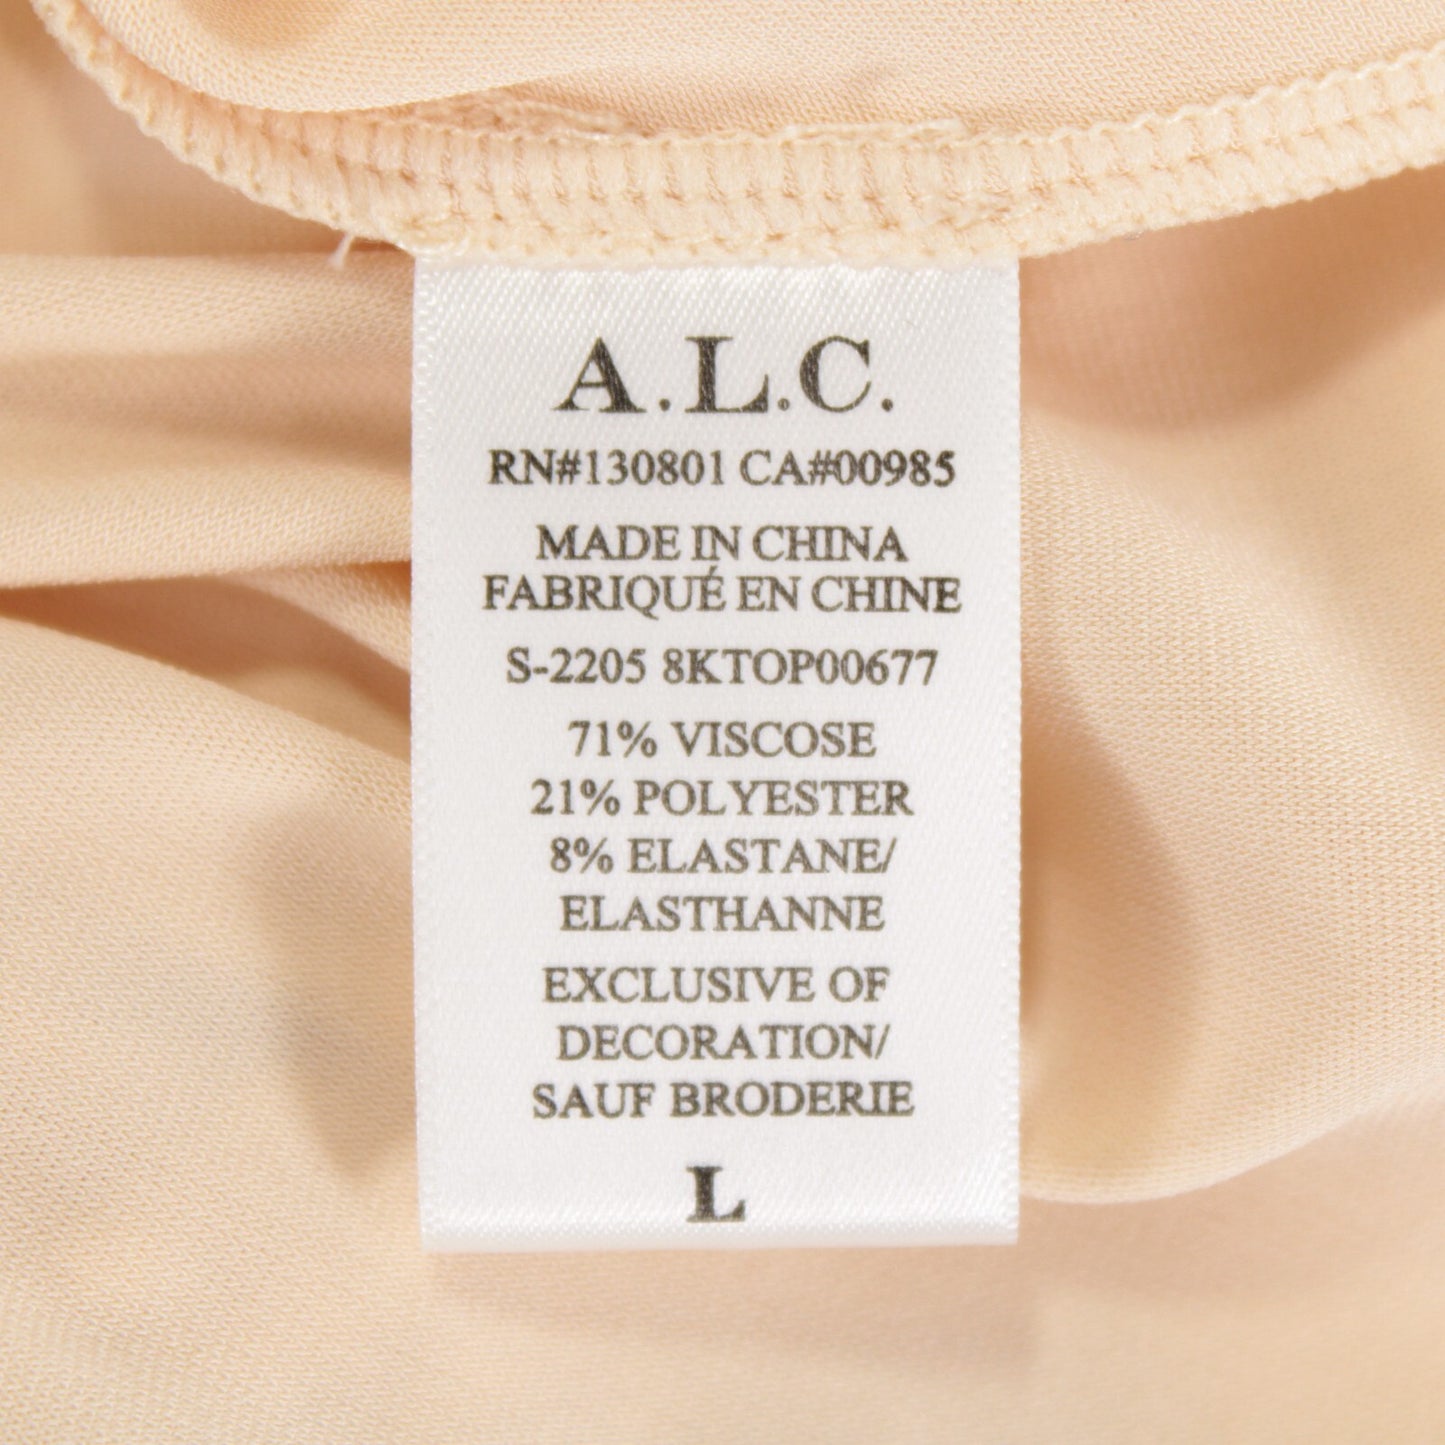 A.L.C.
RN#130801 CA#00985
MADE IN CHINA
FABRIQUÉ EN CHINE
S-2205 8KTOP00677
71% VISCOSE
21% POLYESTER
8% ELASTANE/
ELASTHANNE
EXCLUSIVE OF
DECORATION/
SAUF BRODERIE
L